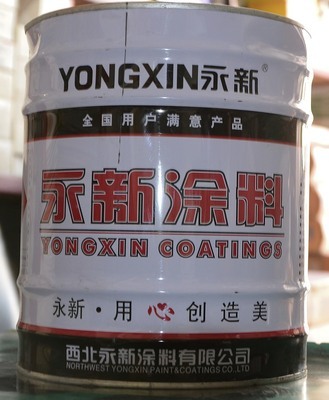 YONGXIN永新®
全国用户满意产品
永新涂料
YONGXIN COATINGS
永新·用心创造美
西北永新涂料有限公司
NORTHWEST YONGXIN PAINT&COATINGS CO.,LTD